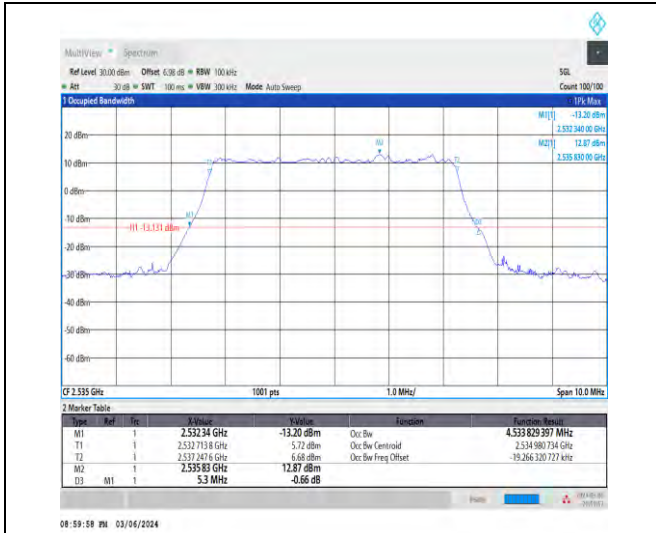 MultiView Spectrum
Ref Level 30.00 dBm Offset 6.98 dB RBW 100 kHz SGL
Att 30 dB SWT 100 ms VBW 300 kHz Mode Auto Sweep Count 100/100
1 Occupied Bandwidth 1Pk Max
M1[1] -13.20 dBm
2.532 340 00 GHz
M2[1] 12.87 dBm
2.535 830 00 GHz
20 dBm
M2
10 dBm
0 dBm
M1
-10 dBm
H1 -13.131 dBm
-20 dBm
-30 dBm
-40 dBm
-50 dBm
-60 dBm
CF 2.535 GHz 1001 pts 1.0 MHz/ Span 10.0 MHz
2 Marker Table
Type Ref Trc X-Value Y-Value Function Function Result
M1 1 2.53234 GHz -13.20 dBm Occ Bw 4.533 829 397 MHz
T1 1 2.532 713 8 GHz 5.72 dBm Occ Bw Centroid 2.534 980 734 GHz
T2 1 2.537 247 6 GHz 6.68 dBm Occ Bw Freq Offset -19.266 320 727 kHz
M2 1 2.53583 GHz 12.87 dBm
D3 M1 1 5.3 MHz -0.66 dB
08:59:58 PM 03/06/2024